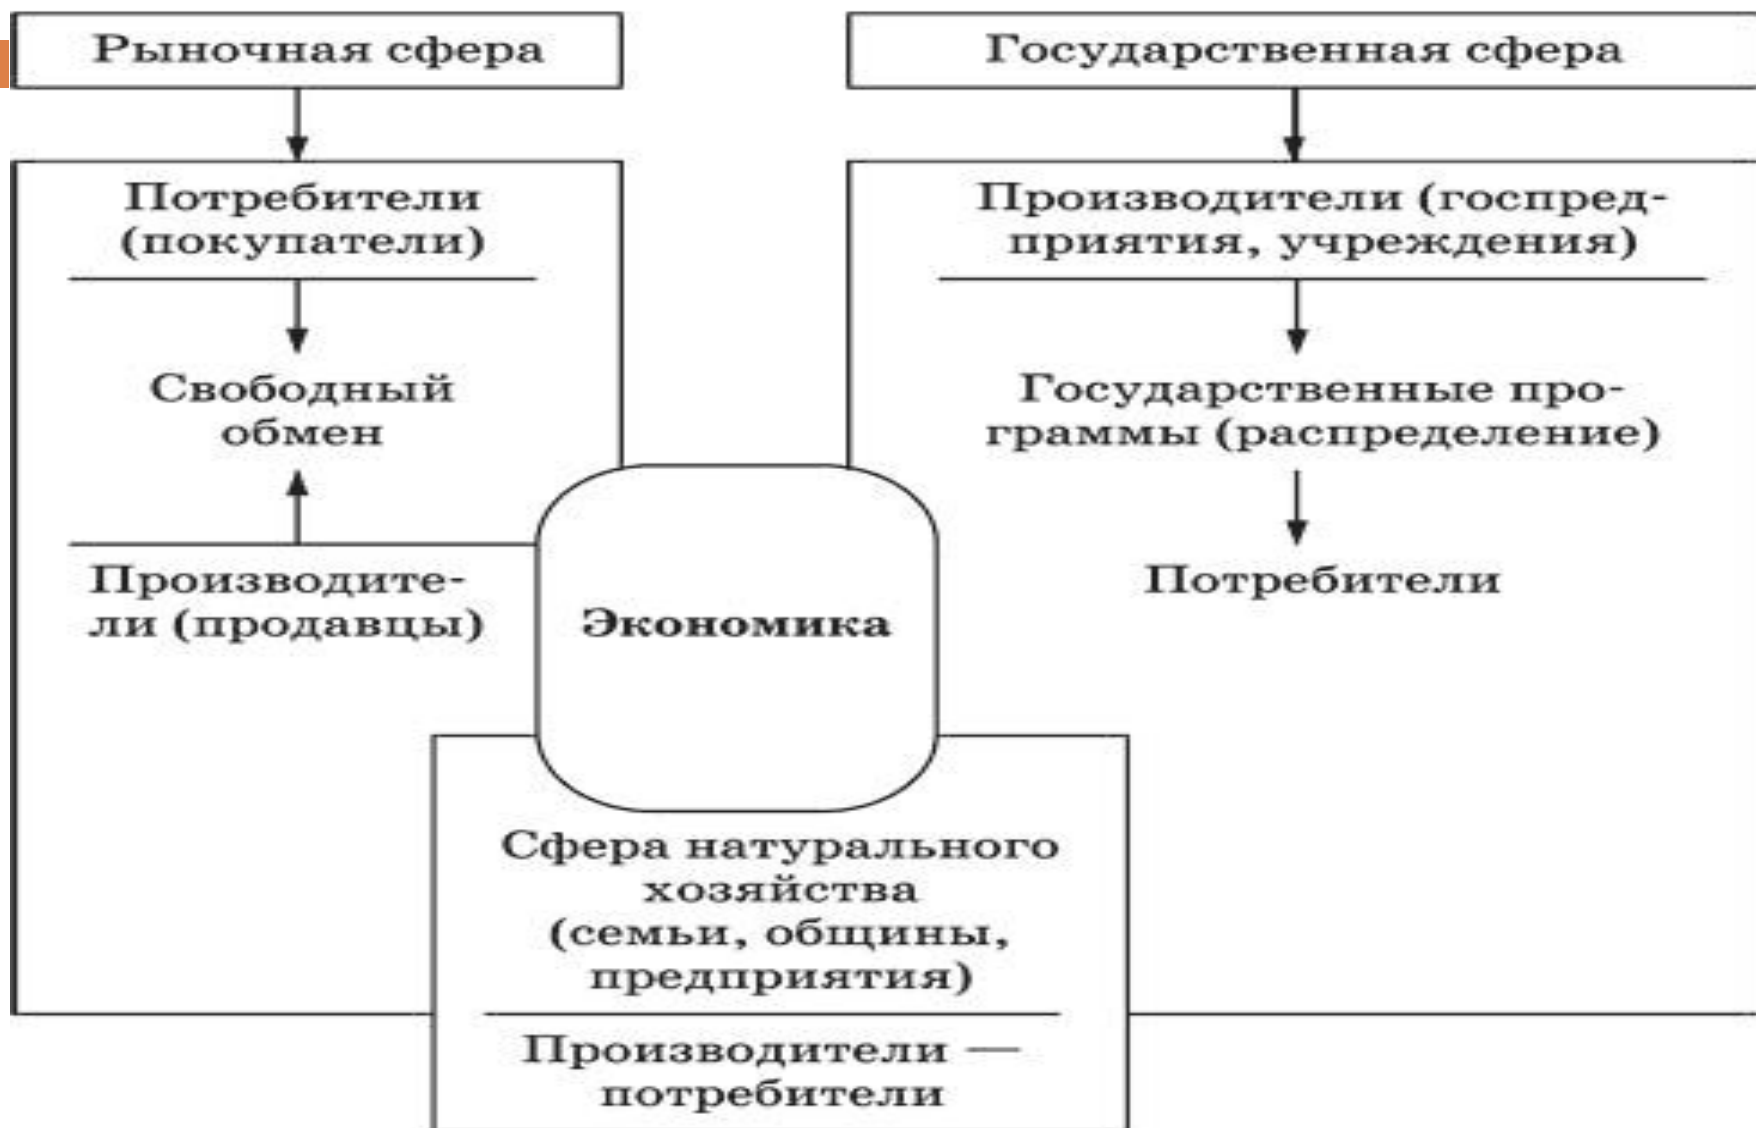 Рыночная сфера
Потребители
(покупатели)
Свободный
обмен
Производите-
ли (продавцы)
Государственная сфера
Производители (госпред-
приятия, учреждения)
Государственные про-
граммы (распределение)
Потребители
Экономика
Сфера натурального
хозяйства
(семьи, общины,
предприятия)
Производители —
потребители